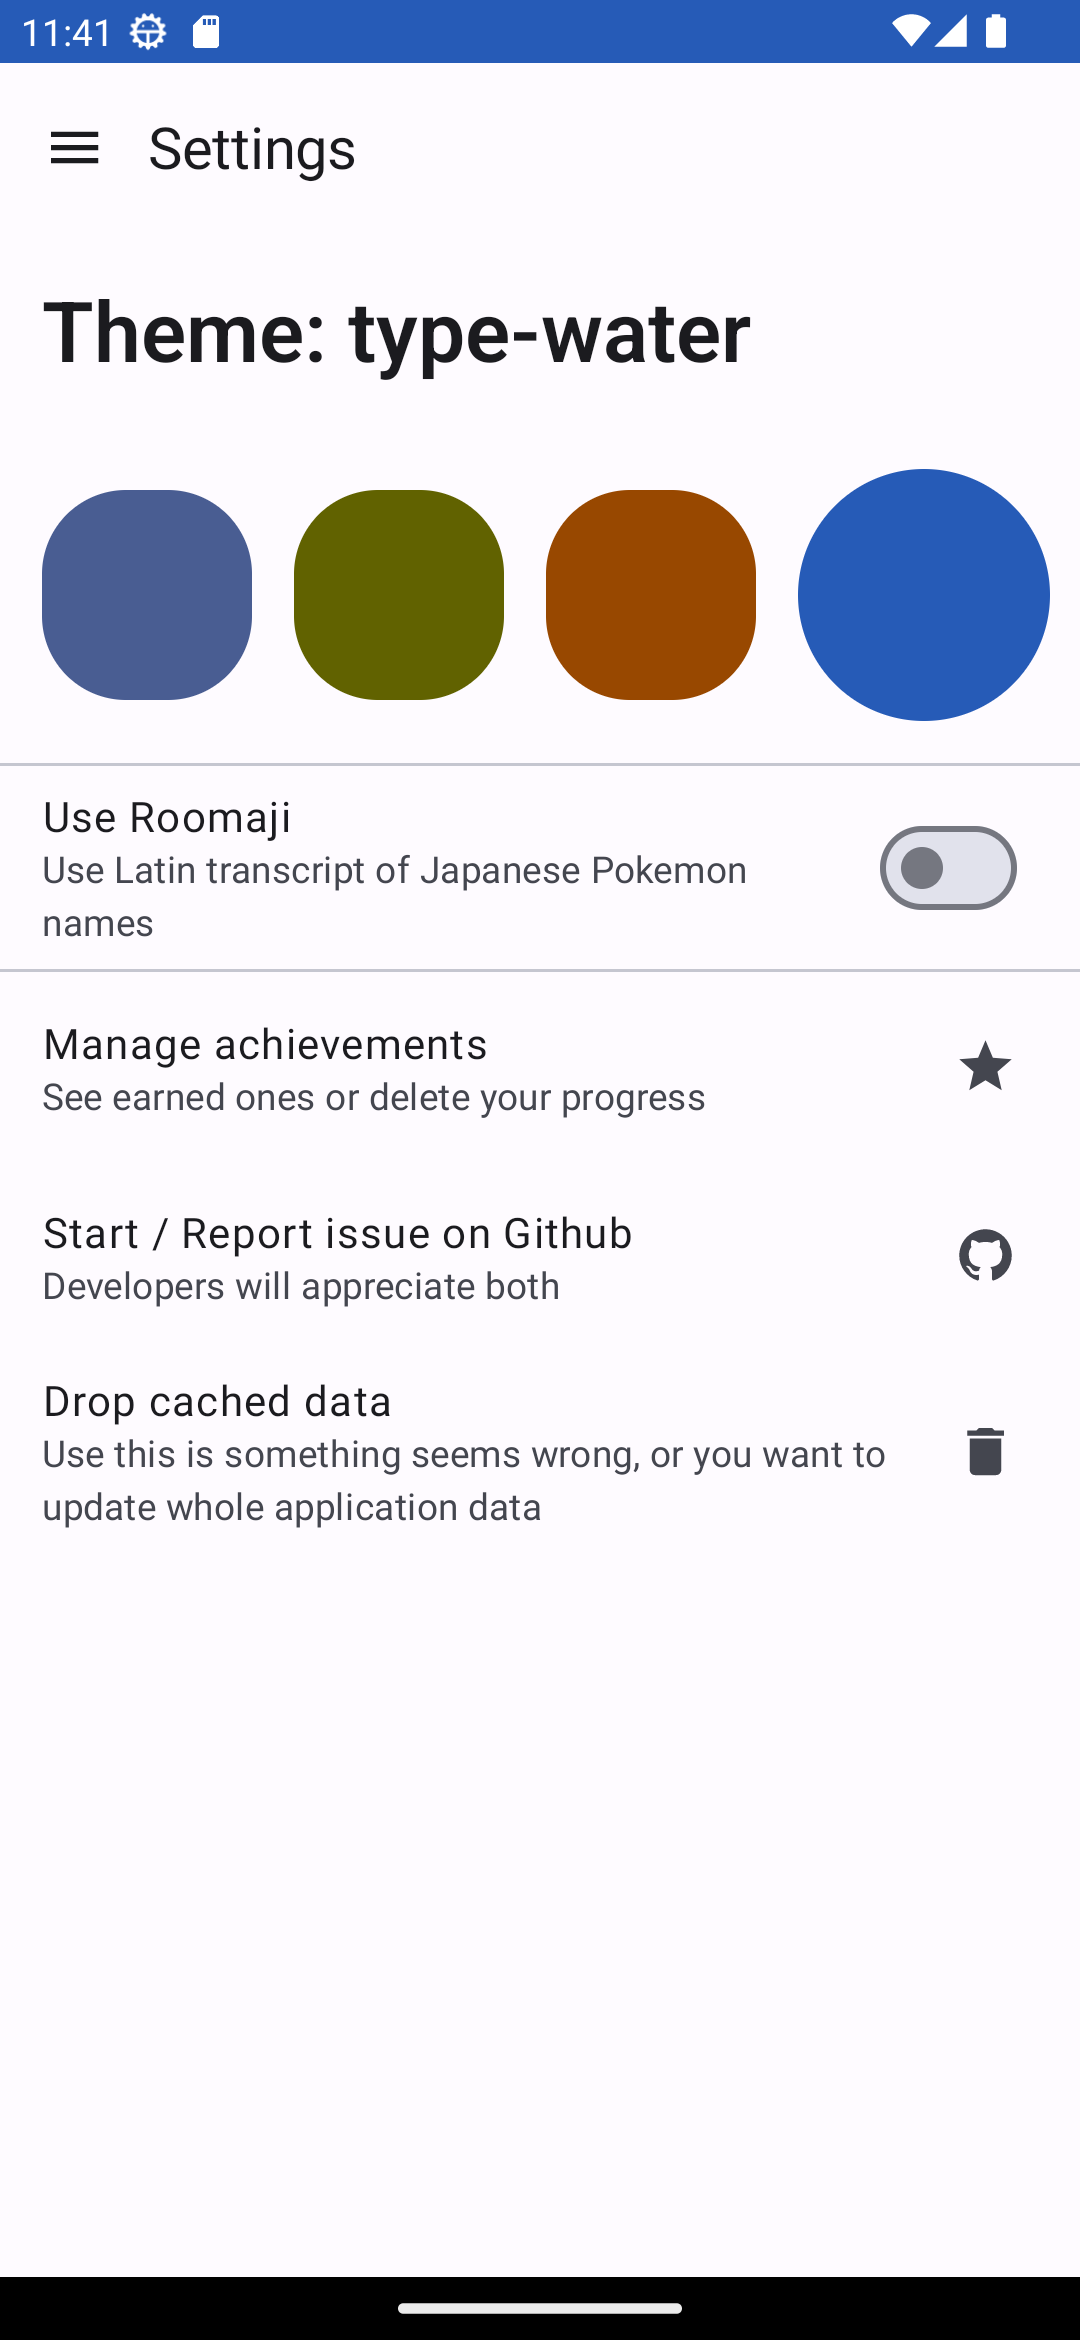 11:41
Settings
Theme: type-water
Use Roomaji
Use Latin transcript of Japanese Pokemon
names
Manage achievements
See earned ones or delete your progress
Start / Report issue on Github
Developers will appreciate both
Drop cached data
Use this is something seems wrong, or you want to
update whole application data